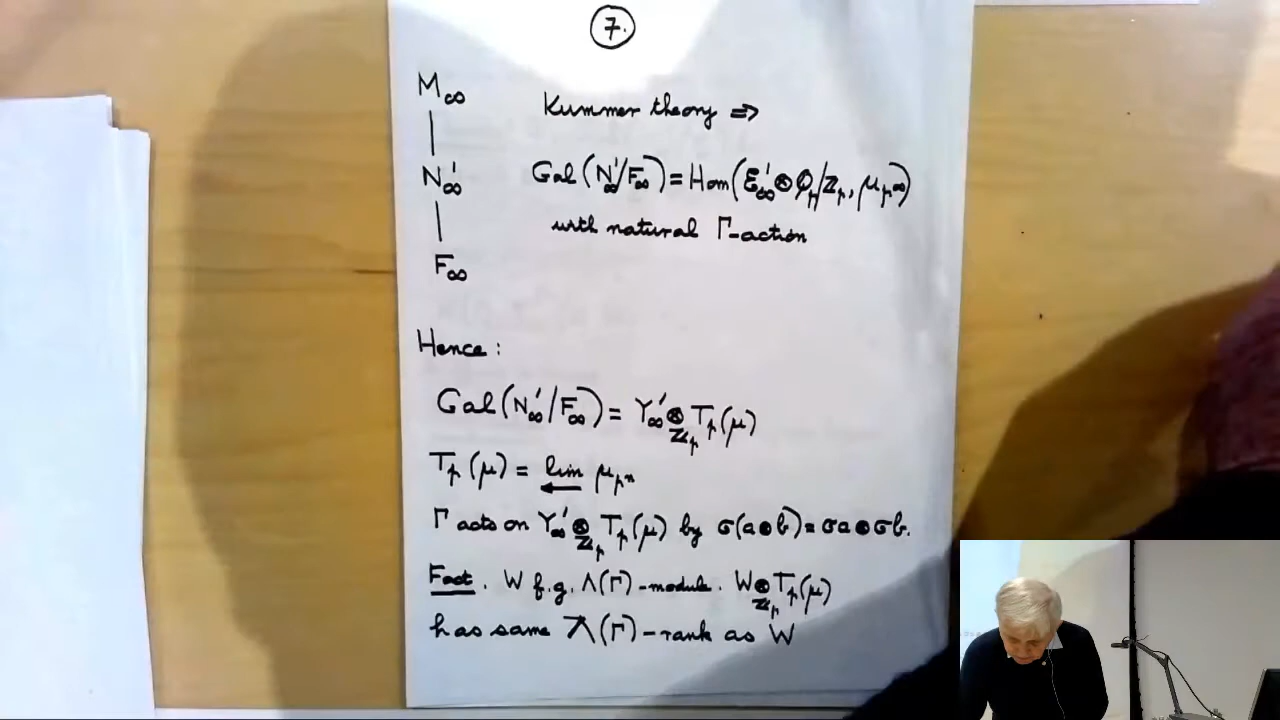 7.
M∞
Kummer theory ⇒
N∞'
Gal(N∞'/F∞) = Hom(ℰ∞' ⊗ ℚp/ℤp, μp∞)
with natural Γ-action
F∞
Hence :
Gal(N∞'/F∞) = Y∞' ⊗ℤp Tp(μ)
Tp(μ) = lim← μpⁿ
Γ acts on Y∞' ⊗ℤp Tp(μ) by σ(a⊗b) = σa⊗σb.
Fact. W f.g. Λ(Γ)-module. W⊗ℤp Tp(μ)
has same Λ(Γ)-rank as W